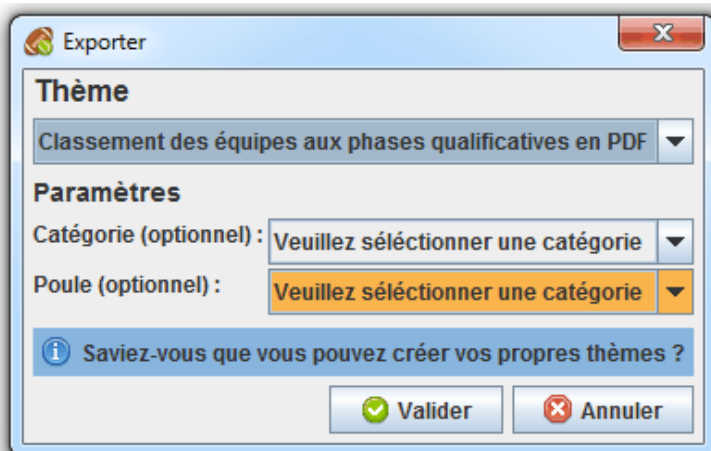 Exporter
Thème
Classement des équipes aux phases qualificatives en PDF
Paramètres
Catégorie (optionnel) : Veuillez séléctionner une catégorie
Poule (optionnel) : Veuillez séléctionner une catégorie
Saviez-vous que vous pouvez créer vos propres thèmes ?
Valider Annuler